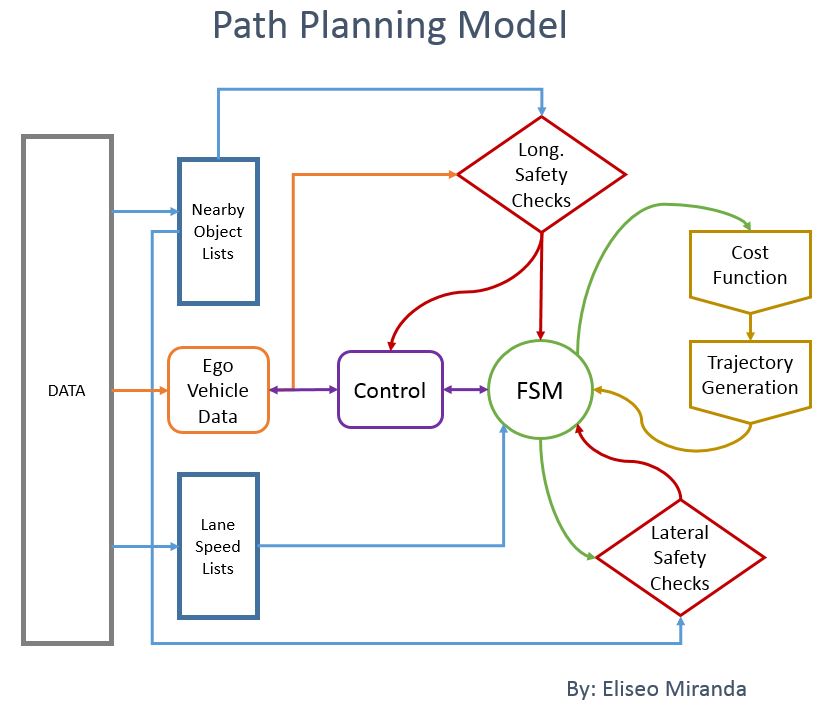 Path Planning Model
Long.
Safety
Checks
Nearby
Object
Lists
Cost
Function
DATA
Ego
Vehicle
Data
Control
FSM
Trajectory
Generation
Lane
Speed
Lists
Lateral
Safety
Checks
By: Eliseo Miranda